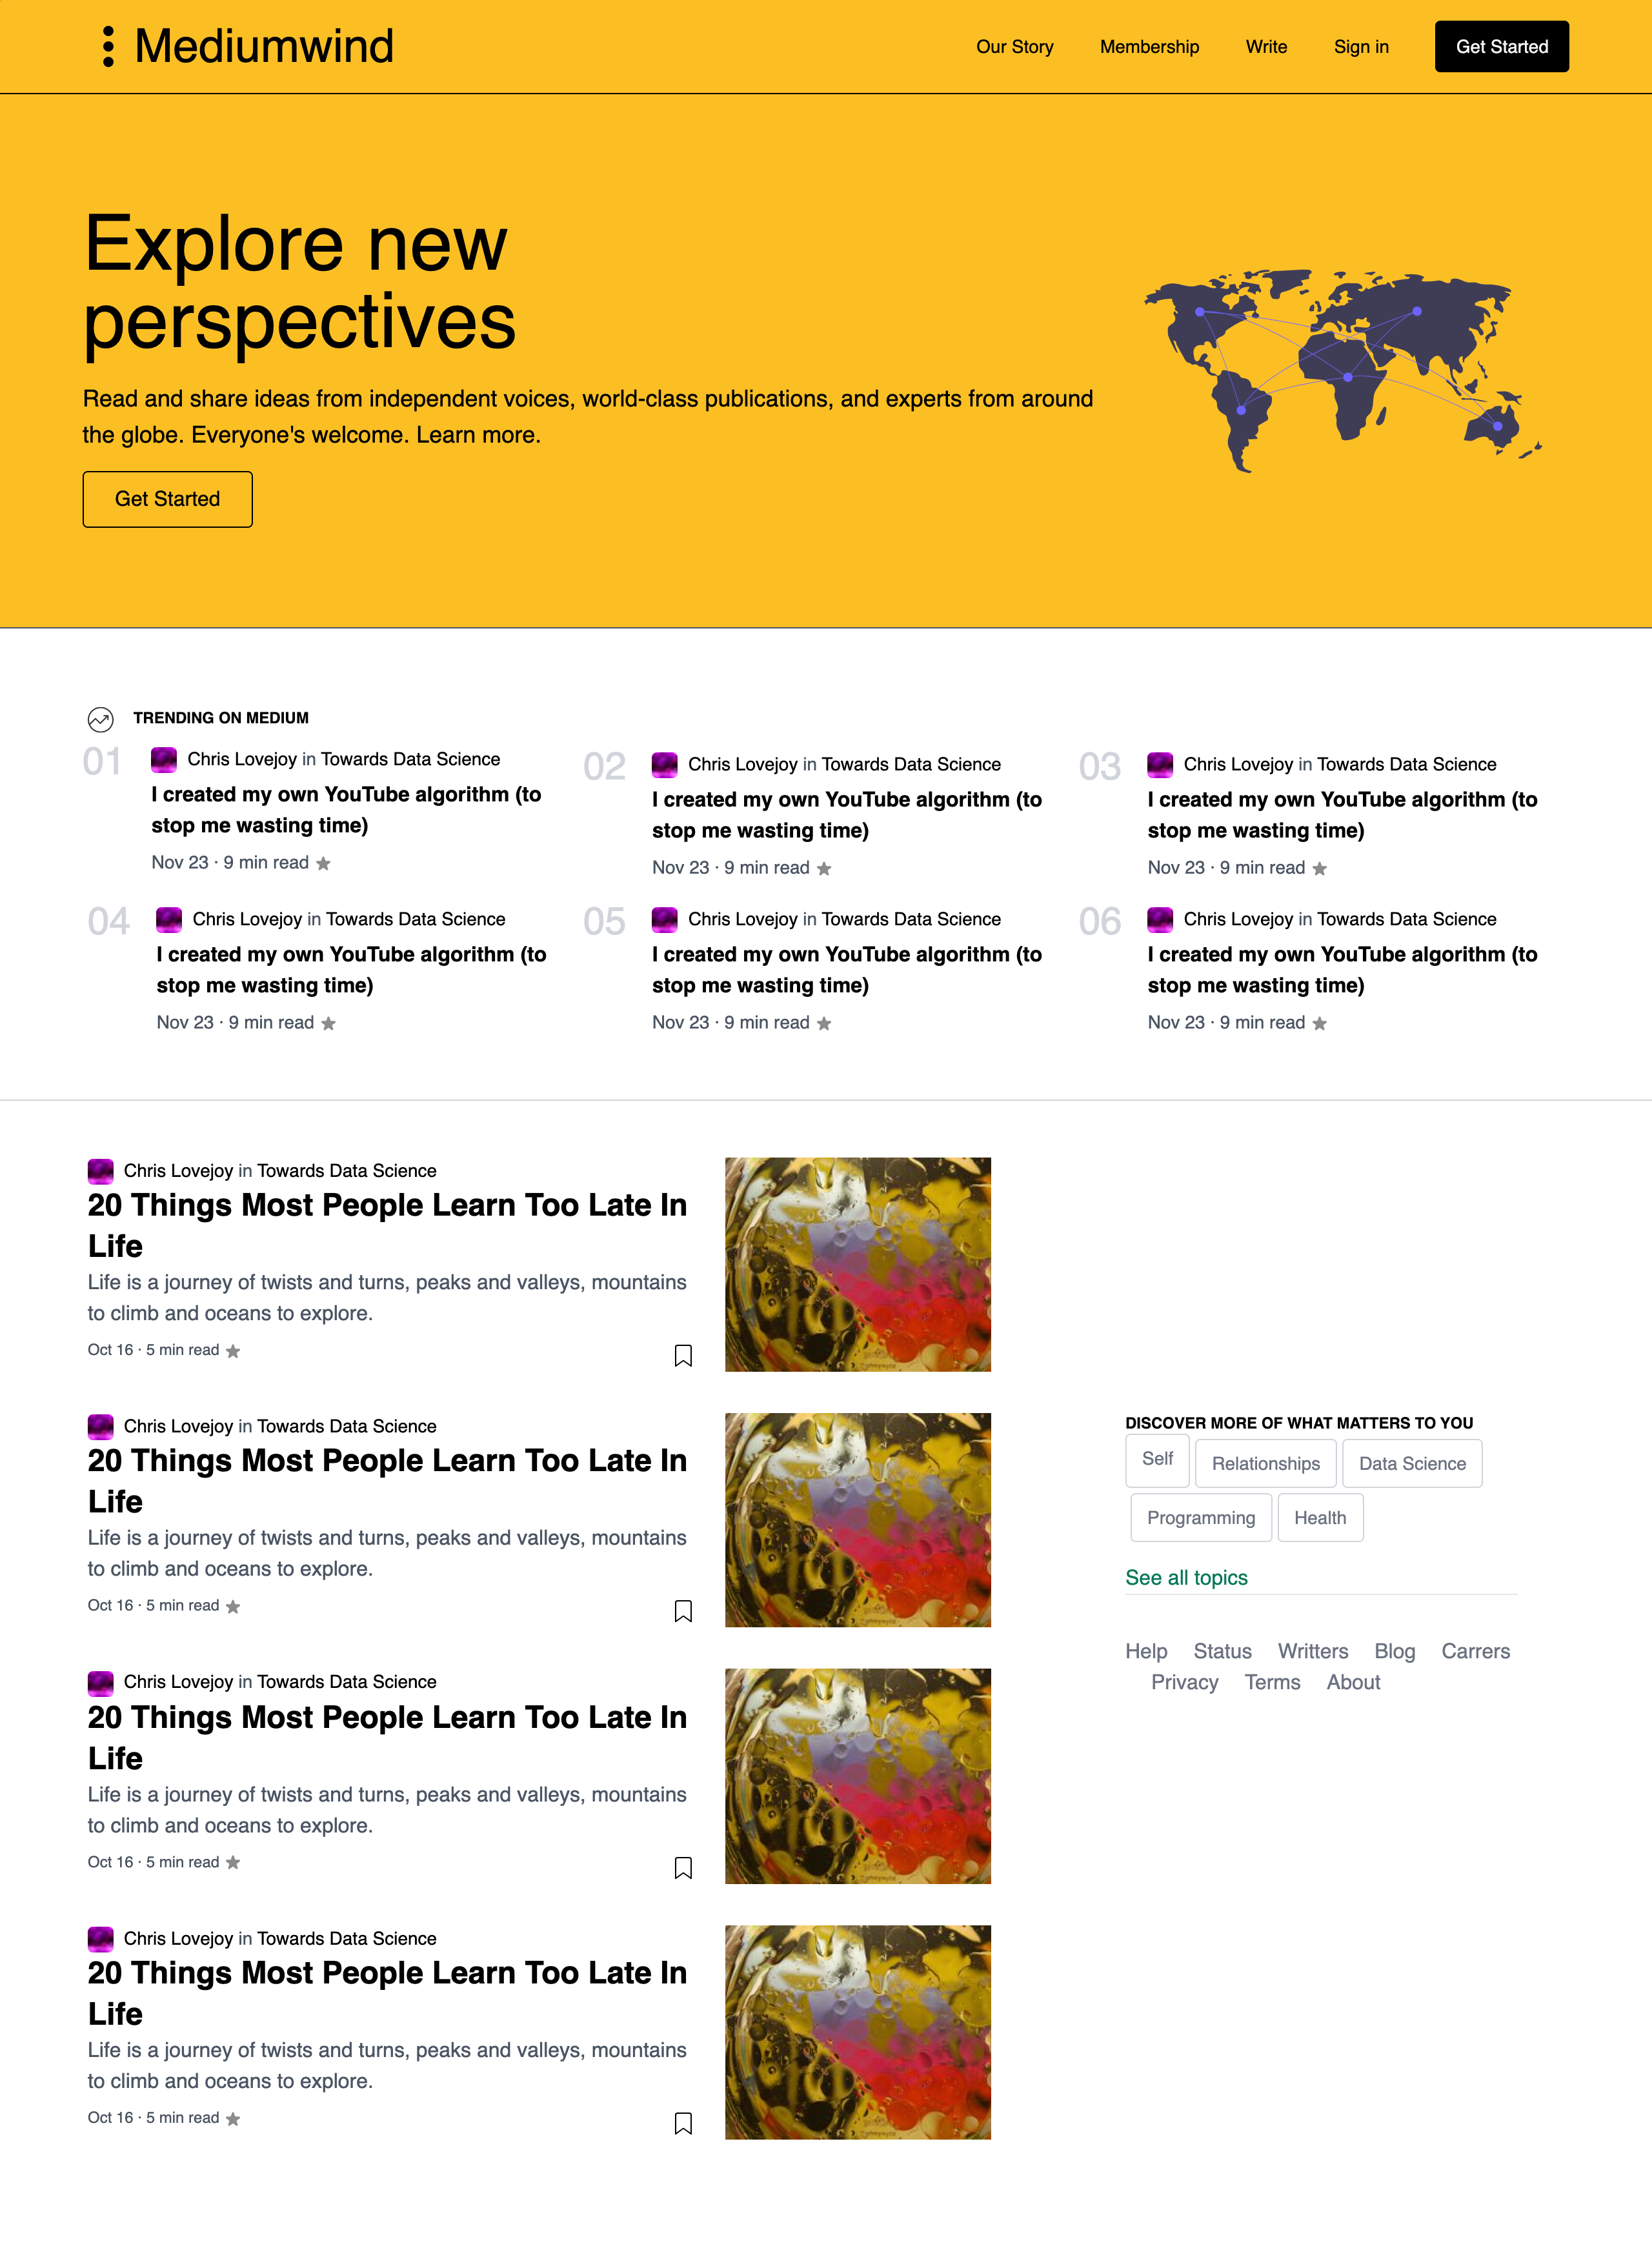 Mediumwind
Our Story
Membership
Write
Sign in
Get Started
Explore new
perspectives
Read and share ideas from independent voices, world-class publications, and experts from around
the globe. Everyone's welcome. Learn more.
Get Started
TRENDING ON MEDIUM
01
Chris Lovejoy in Towards Data Science
I created my own YouTube algorithm (to
stop me wasting time)
Nov 23 · 9 min read
02
Chris Lovejoy in Towards Data Science
I created my own YouTube algorithm (to
stop me wasting time)
Nov 23 · 9 min read
03
Chris Lovejoy in Towards Data Science
I created my own YouTube algorithm (to
stop me wasting time)
Nov 23 · 9 min read
04
Chris Lovejoy in Towards Data Science
I created my own YouTube algorithm (to
stop me wasting time)
Nov 23 · 9 min read
05
Chris Lovejoy in Towards Data Science
I created my own YouTube algorithm (to
stop me wasting time)
Nov 23 · 9 min read
06
Chris Lovejoy in Towards Data Science
I created my own YouTube algorithm (to
stop me wasting time)
Nov 23 · 9 min read
Chris Lovejoy in Towards Data Science
20 Things Most People Learn Too Late In
Life
Life is a journey of twists and turns, peaks and valleys, mountains
to climb and oceans to explore.
Oct 16 · 5 min read
Chris Lovejoy in Towards Data Science
20 Things Most People Learn Too Late In
Life
Life is a journey of twists and turns, peaks and valleys, mountains
to climb and oceans to explore.
Oct 16 · 5 min read
Chris Lovejoy in Towards Data Science
20 Things Most People Learn Too Late In
Life
Life is a journey of twists and turns, peaks and valleys, mountains
to climb and oceans to explore.
Oct 16 · 5 min read
Chris Lovejoy in Towards Data Science
20 Things Most People Learn Too Late In
Life
Life is a journey of twists and turns, peaks and valleys, mountains
to climb and oceans to explore.
Oct 16 · 5 min read
DISCOVER MORE OF WHAT MATTERS TO YOU
Self
Relationships
Data Science
Programming
Health
See all topics
Help Status Writters Blog Carrers
Privacy Terms About